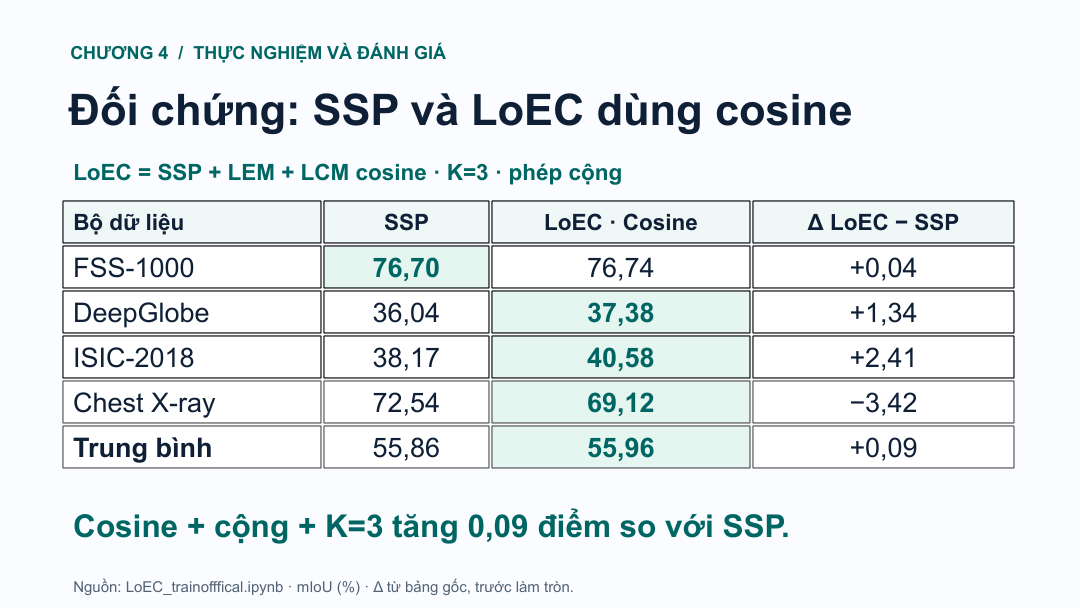 CHƯƠNG 4 / THỰC NGHIỆM VÀ ĐÁNH GIÁ
Đối chứng: SSP và LoEC dùng cosine
LoEC = SSP + LEM + LCM cosine · K=3 · phép cộng
Bộ dữ liệu SSP LoEC · Cosine Δ LoEC − SSP
FSS-1000 76,70 76,74 +0,04
DeepGlobe 36,04 37,38 +1,34
ISIC-2018 38,17 40,58 +2,41
Chest X-ray 72,54 69,12 −3,42
Trung bình 55,86 55,96 +0,09
Cosine + cộng + K=3 tăng 0,09 điểm so với SSP.
Nguồn: LoEC_trainofffical.ipynb · mIoU (%) · Δ từ bảng gốc, trước làm tròn.